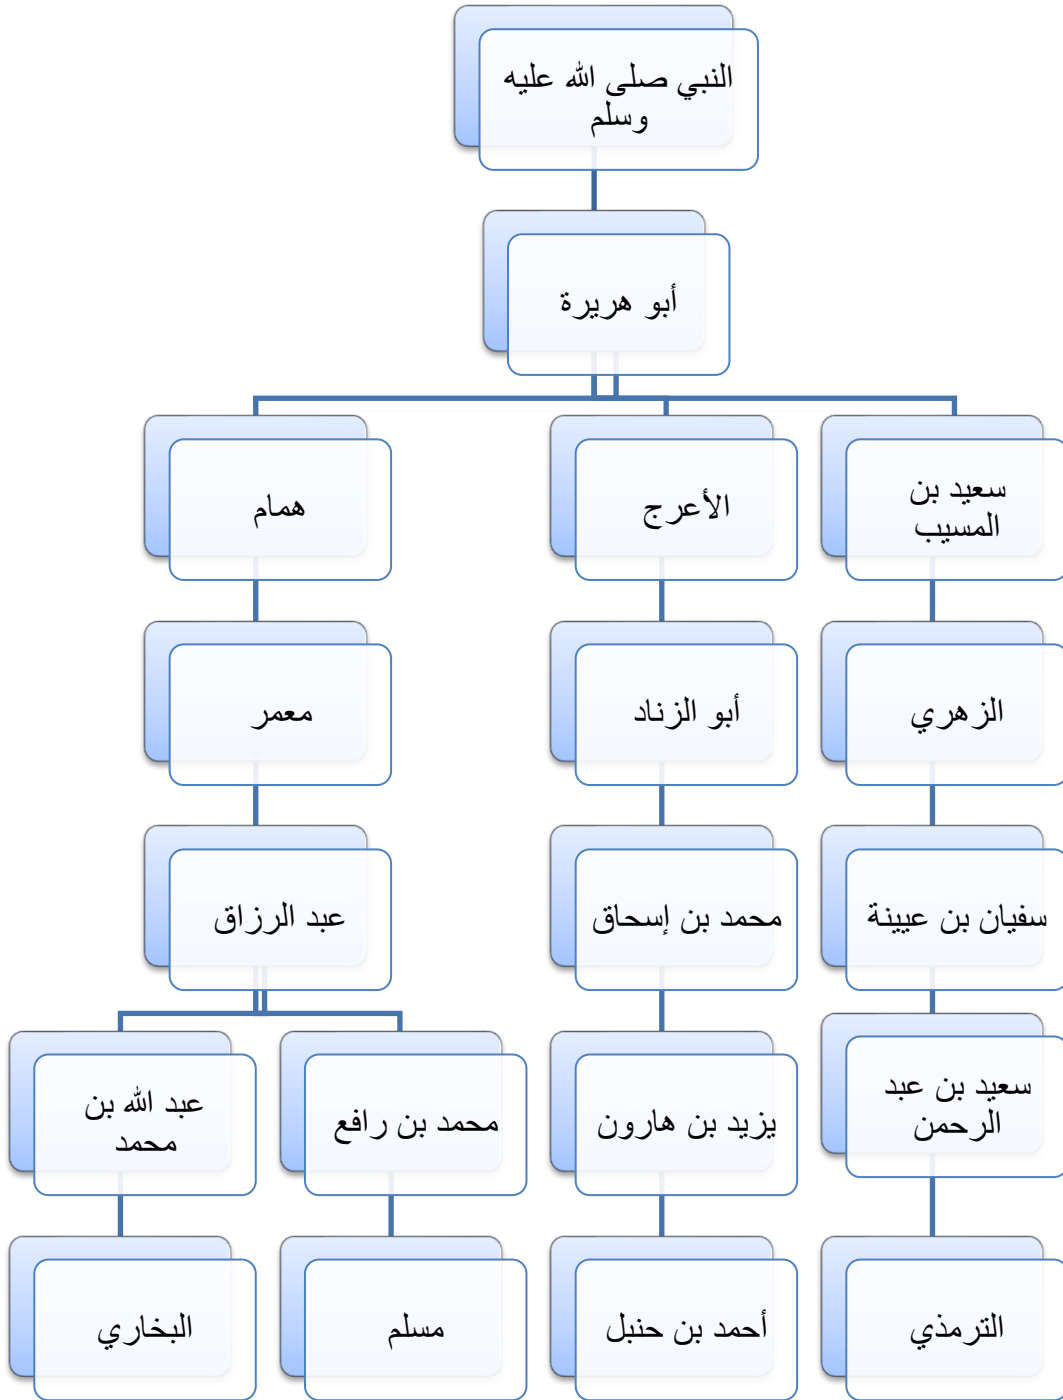 النبي صلى الله عليه
وسلم
أبو هريرة
سعيد بن
المسيب
الأعرج
همام
الزهري
أبو الزناد
معمر
سفيان بن عيينة
محمد بن إسحاق
عبد الرزاق
سعيد بن عبد
الرحمن
يزيد بن هارون
محمد بن رافع
عبد الله بن
محمد
الترمذي
أحمد بن حنبل
مسلم
البخاري